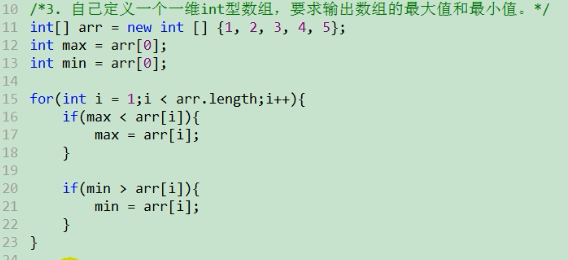 10 /*3. 自己定义一个一维int型数组，要求输出数组的最大值和最小值。*/
11 int[] arr = new int [] {1, 2, 3, 4, 5};
12 int max = arr[0];
13 int min = arr[0];
14
15 for(int i = 1;i < arr.length;i++){
16     if(max < arr[i]){
17         max = arr[i];
18     }
19
20     if(min > arr[i]){
21         min = arr[i];
22     }
23 }